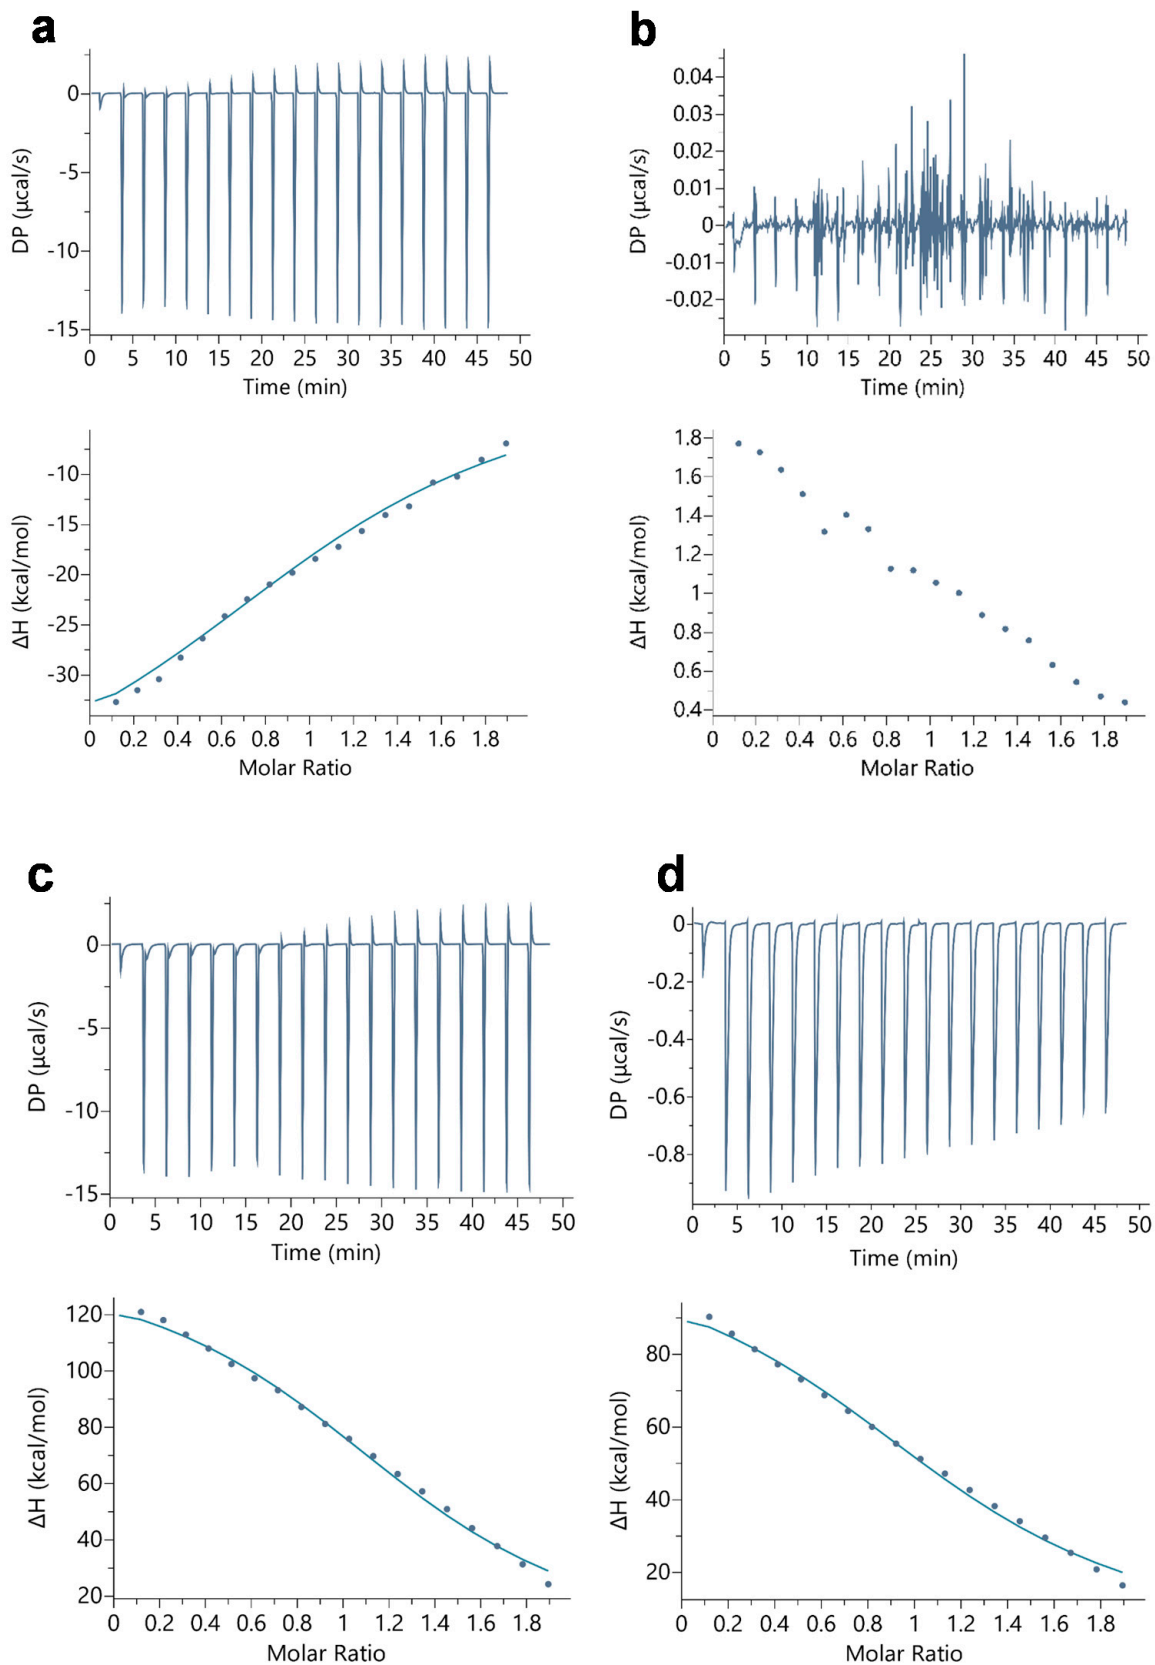 a
0
-5
-10
-15
DP (µcal/s)
0 5 10 15 20 25 30 35 40 45 50
Time (min)
-10
-15
-20
-25
-30
ΔH (kcal/mol)
0 0.2 0.4 0.6 0.8 1 1.2 1.4 1.6 1.8
Molar Ratio
b
0.04
0.03
0.02
0.01
0
-0.01
-0.02
DP (µcal/s)
0 5 10 15 20 25 30 35 40 45 50
Time (min)
1.8
1.6
1.4
1.2
1
0.8
0.6
0.4
ΔH (kcal/mol)
0 0.2 0.4 0.6 0.8 1 1.2 1.4 1.6 1.8
Molar Ratio
c
0
-5
-10
-15
DP (µcal/s)
0 5 10 15 20 25 30 35 40 45 50
Time (min)
120
100
80
60
40
20
ΔH (kcal/mol)
0 0.2 0.4 0.6 0.8 1 1.2 1.4 1.6 1.8
Molar Ratio
d
0
-0.2
-0.4
-0.6
-0.8
DP (µcal/s)
0 5 10 15 20 25 30 35 40 45 50
Time (min)
80
60
40
20
ΔH (kcal/mol)
0 0.2 0.4 0.6 0.8 1 1.2 1.4 1.6 1.8
Molar Ratio